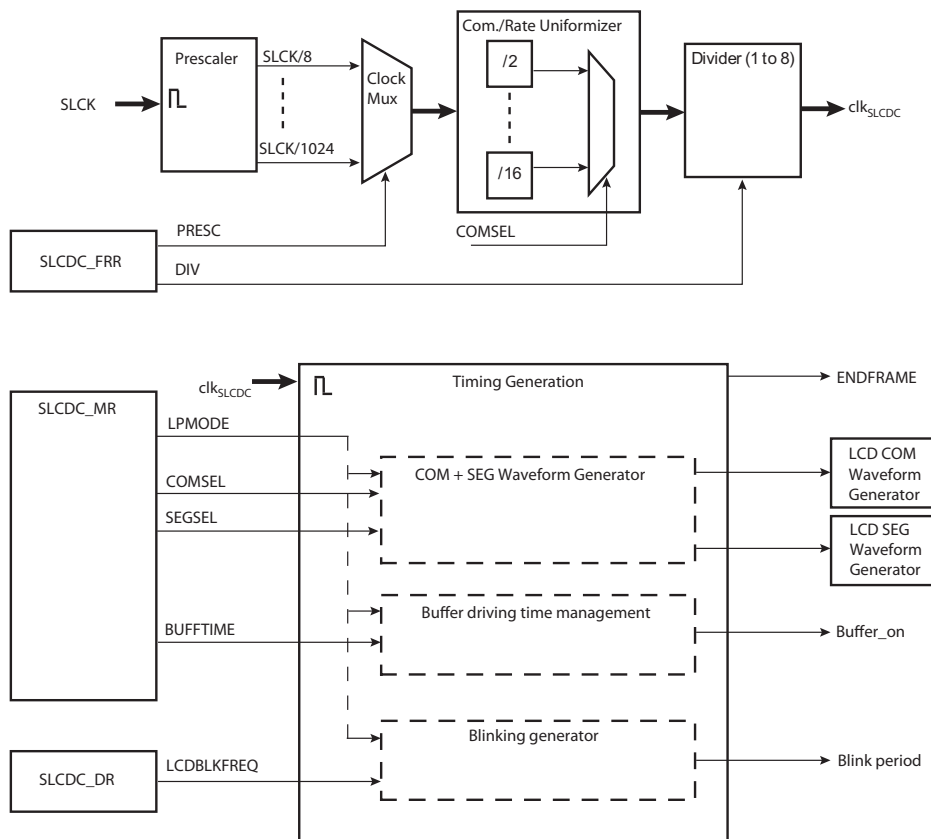 Com./Rate Uniformizer
Prescaler
SLCK/8
/2
Divider (1 to 8)
Clock
Mux
SLCK
clkSLCDC
SLCK/1024
/16
PRESC
COMSEL
SLCDC_FRR
DIV
clkSLCDC
Timing Generation
ENDFRAME
SLCDC_MR
LPMODE
COMSEL
COM + SEG Waveform Generator
LCD COM
Waveform
Generator
SEGSEL
LCD SEG
Waveform
Generator
Buffer driving time management
BUFFTIME
Buffer_on
Blinking generator
LCDBLKFREQ
Blink period
SLCDC_DR